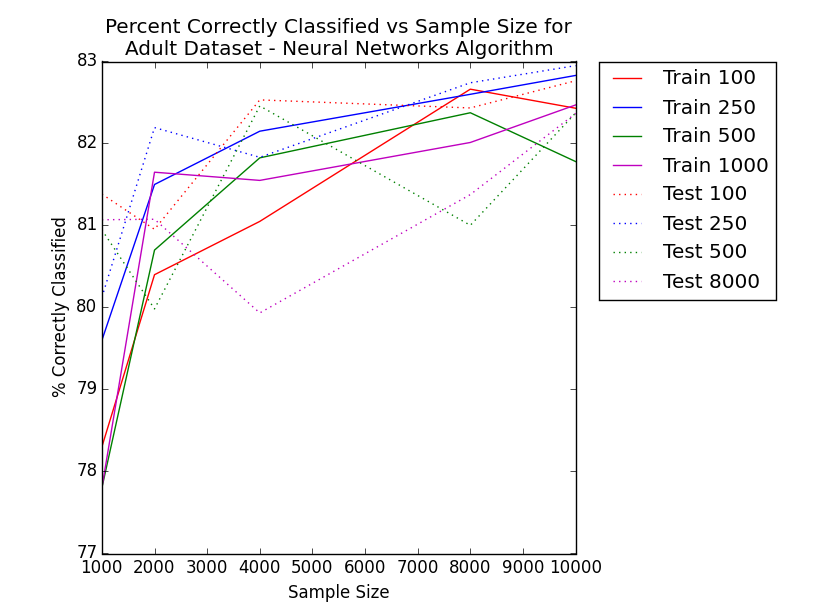 Percent Correctly Classified vs Sample Size for
Adult Dataset - Neural Networks Algorithm
83
82
81
80
79
78
77
% Correctly Classified
1000 2000 3000 4000 5000 6000 7000 8000 9000 10000
Sample Size
Train 100
Train 250
Train 500
Train 1000
Test 100
Test 250
Test 500
Test 8000